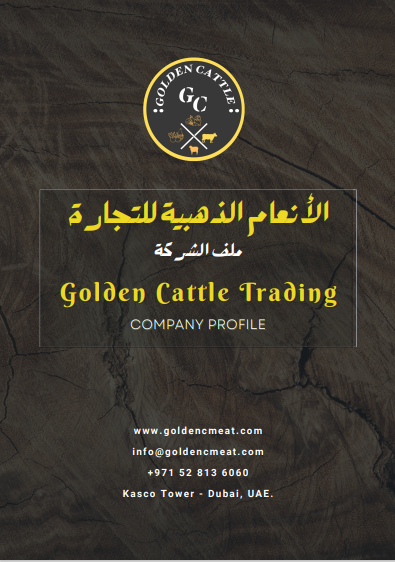 GOLDEN CATTLE
GC
الأنعام الذهبية للتجارة
ملف الشركة
Golden Cattle Trading
COMPANY PROFILE
www.goldencmeat.com
info@goldencmeat.com
+971 52 813 6060
Kasco Tower - Dubai, UAE.